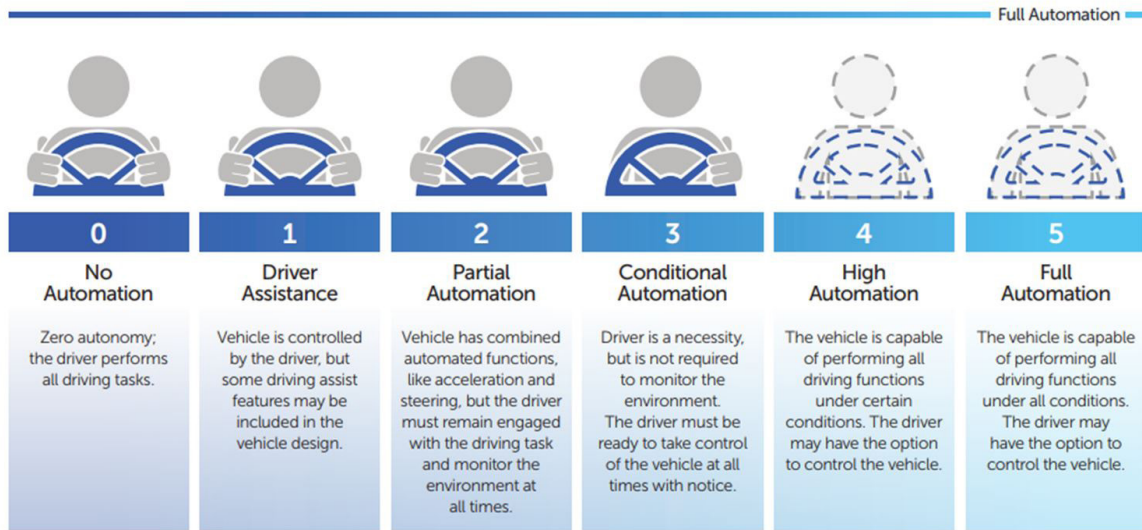 Full Automation
0
No
Automation
Zero autonomy;
the driver performs
all driving tasks.
1
Driver
Assistance
Vehicle is controlled
by the driver, but
some driving assist
features may be
included in the
vehicle design.
2
Partial
Automation
Vehicle has combined
automated functions,
like acceleration and
steering, but the driver
must remain engaged
with the driving task
and monitor the
environment at
all times.
3
Conditional
Automation
Driver is a necessity,
but is not required
to monitor the
environment.
The driver must be
ready to take control
of the vehicle at all
times with notice.
4
High
Automation
The vehicle is capable
of performing all
driving functions
under certain
conditions. The driver
may have the option
to control the vehicle.
5
Full
Automation
The vehicle is capable
of performing all
driving functions
under all conditions.
The driver may
have the option to
control the vehicle.